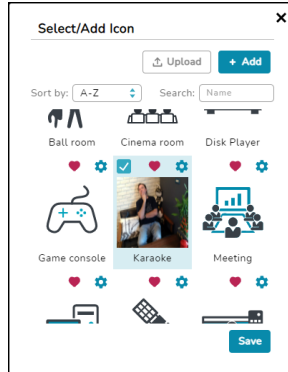 Select/Add Icon
Upload
+ Add
Sort by: A-Z Search: Name
Ball room Cinema room Disk Player
Game console Karaoke Meeting
Save